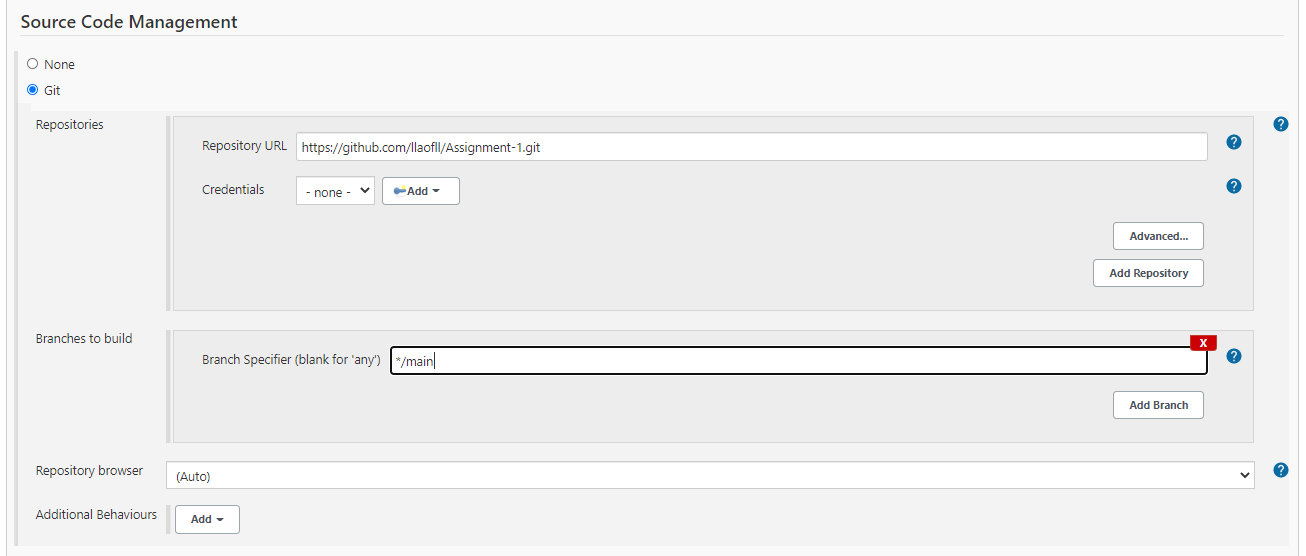 Source Code Management
None
Git
Repositories
Repository URL https://github.com/llaofll/Assignment-1.git
Credentials - none - Add
Advanced...
Add Repository
Branches to build
X
Branch Specifier (blank for 'any') */main
Add Branch
Repository browser (Auto)
Additional Behaviours Add